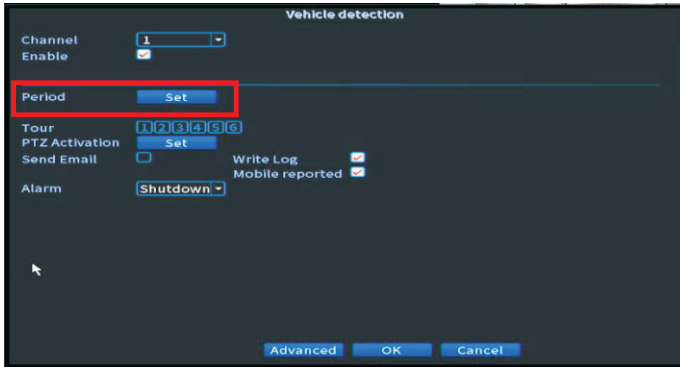 Vehicle detection
Channel 1
Enable
Period Set
Tour 1 2 3 4 5 6
PTZ Activation Set
Send Email Write Log
Mobile reported
Alarm Shutdown
Advanced OK Cancel